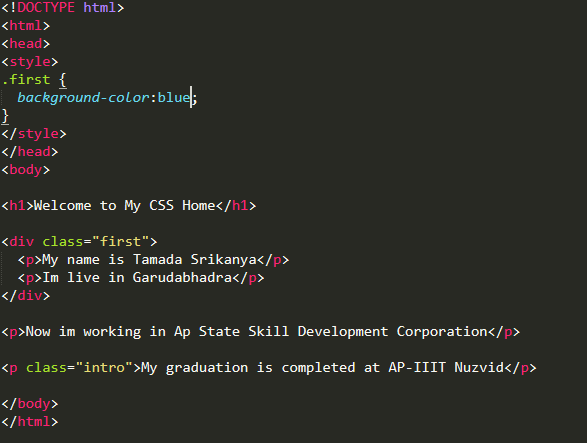 <!DOCTYPE html>
<html>
<head>
<style>
.first {
  background-color:blue;
}
</style>
</head>
<body>

<h1>Welcome to My CSS Home</h1>

<div class="first">
  <p>My name is Tamada Srikanya</p>
  <p>Im live in Garudabhadra</p>
</div>

<p>Now im working in Ap State Skill Development Corporation</p>

<p class="intro">My graduation is completed at AP-IIIT Nuzvid</p>

</body>
</html>